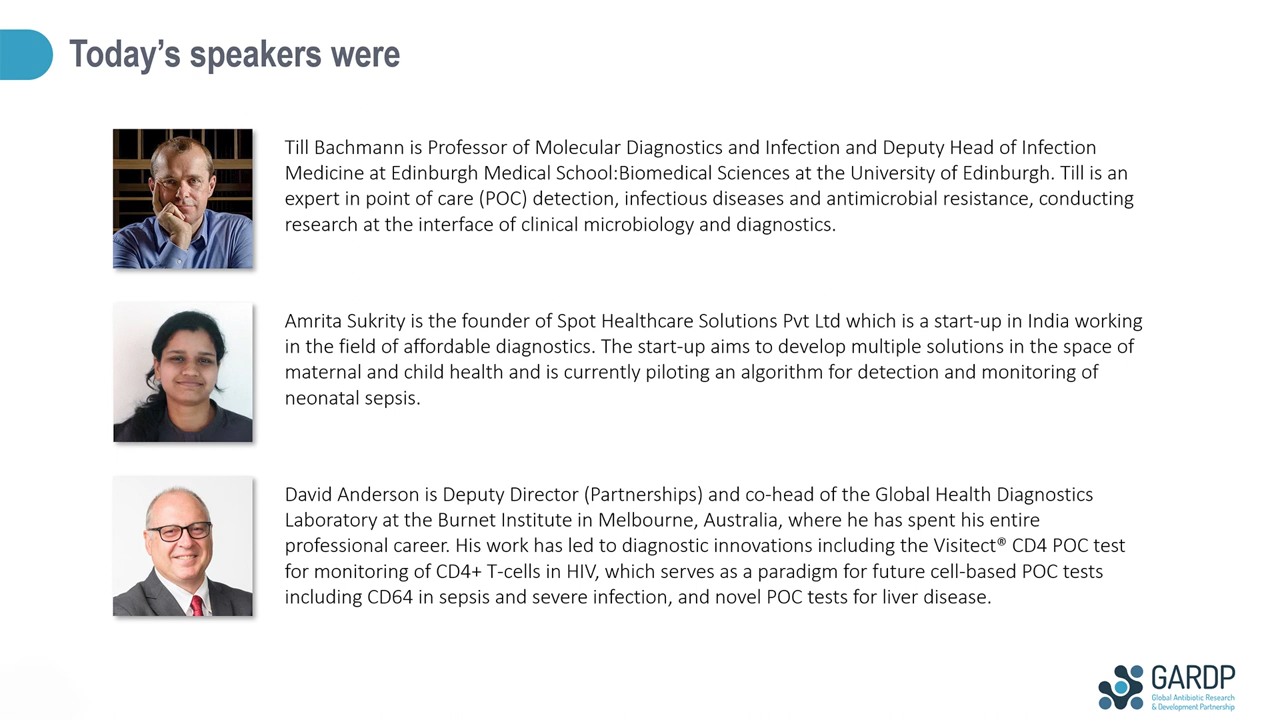 Today’s speakers were
Till Bachmann is Professor of Molecular Diagnostics and Infection and Deputy Head of Infection
Medicine at Edinburgh Medical School:Biomedical Sciences at the University of Edinburgh. Till is an
expert in point of care (POC) detection, infectious diseases and antimicrobial resistance, conducting
research at the interface of clinical microbiology and diagnostics.
Amrita Sukrity is the founder of Spot Healthcare Solutions Pvt Ltd which is a start-up in India working
in the field of affordable diagnostics. The start-up aims to develop multiple solutions in the space of
maternal and child health and is currently piloting an algorithm for detection and monitoring of
neonatal sepsis.
David Anderson is Deputy Director (Partnerships) and co-head of the Global Health Diagnostics
Laboratory at the Burnet Institute in Melbourne, Australia, where he has spent his entire
professional career. His work has led to diagnostic innovations including the Visitect® CD4 POC test
for monitoring of CD4+ T-cells in HIV, which serves as a paradigm for future cell-based POC tests
including CD64 in sepsis and severe infection, and novel POC tests for liver disease.
GARDP
Global Antibiotic Research
& Development Partnership